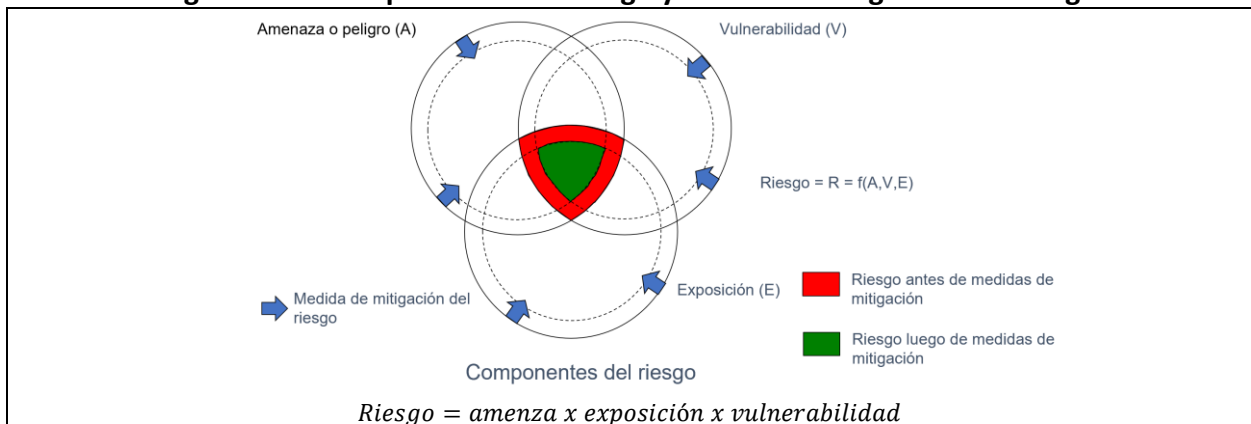 Amenaza o peligro (A)
Vulnerabilidad (V)
Riesgo = R = f(A,V,E)
Exposición (E)
Medida de mitigación del
riesgo
Riesgo antes de medidas de
mitigación
Riesgo luego de medidas de
mitigación
Componentes del riesgo
Riesgo = amenza x exposición x vulnerabilidad